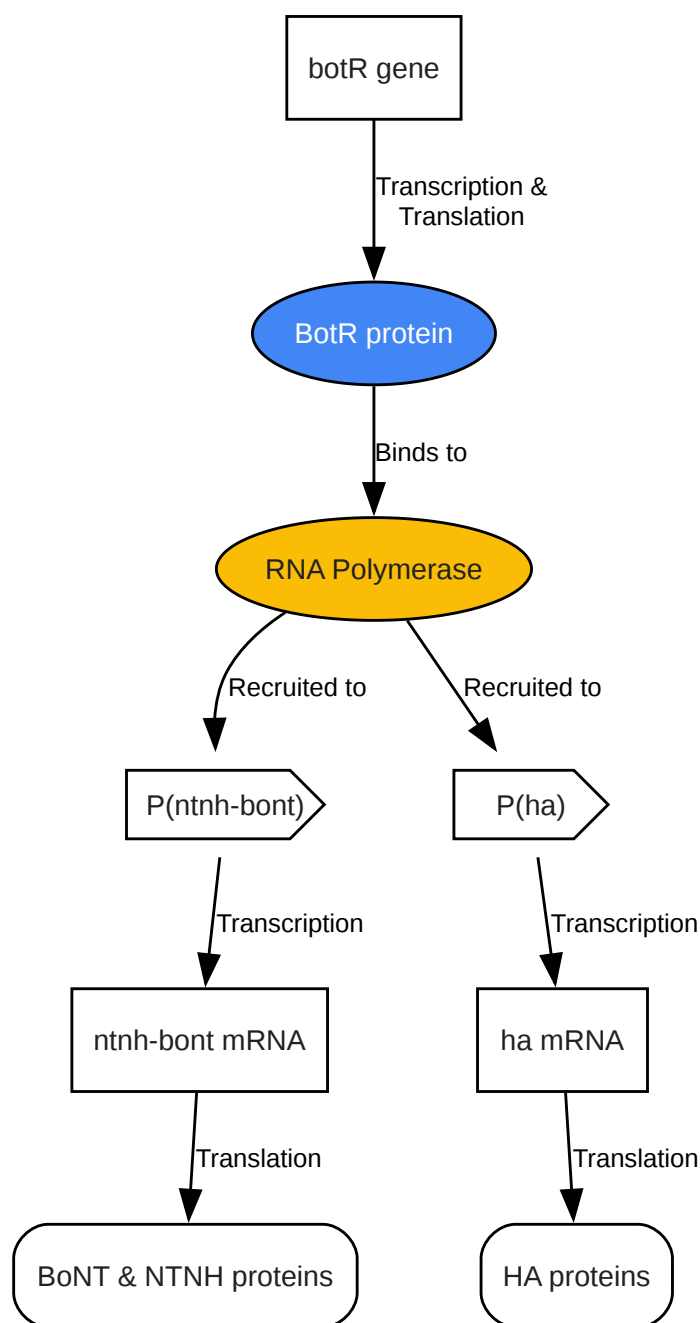 botR gene
Transcription &
Translation
BotR protein
Binds to
RNA Polymerase
Recruited to
Recruited to
P(ntnh-bont)
P(ha)
Transcription
Transcription
ntnh-bont mRNA
ha mRNA
Translation
Translation
BoNT & NTNH proteins
HA proteins